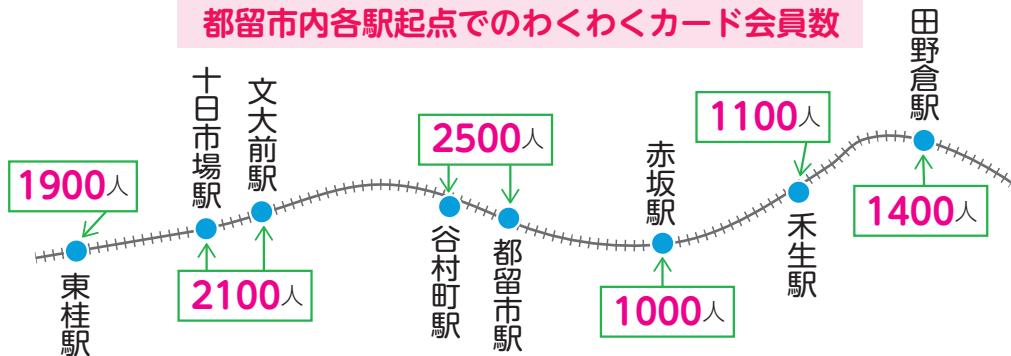 都留市内各駅起点でのわくわくカード会員数
東桂駅
1900人
十日市場駅
文大前駅
2100人
谷村町駅
都留市駅
2500人
赤坂駅
1000人
禾生駅
1100人
田野倉駅
1400人